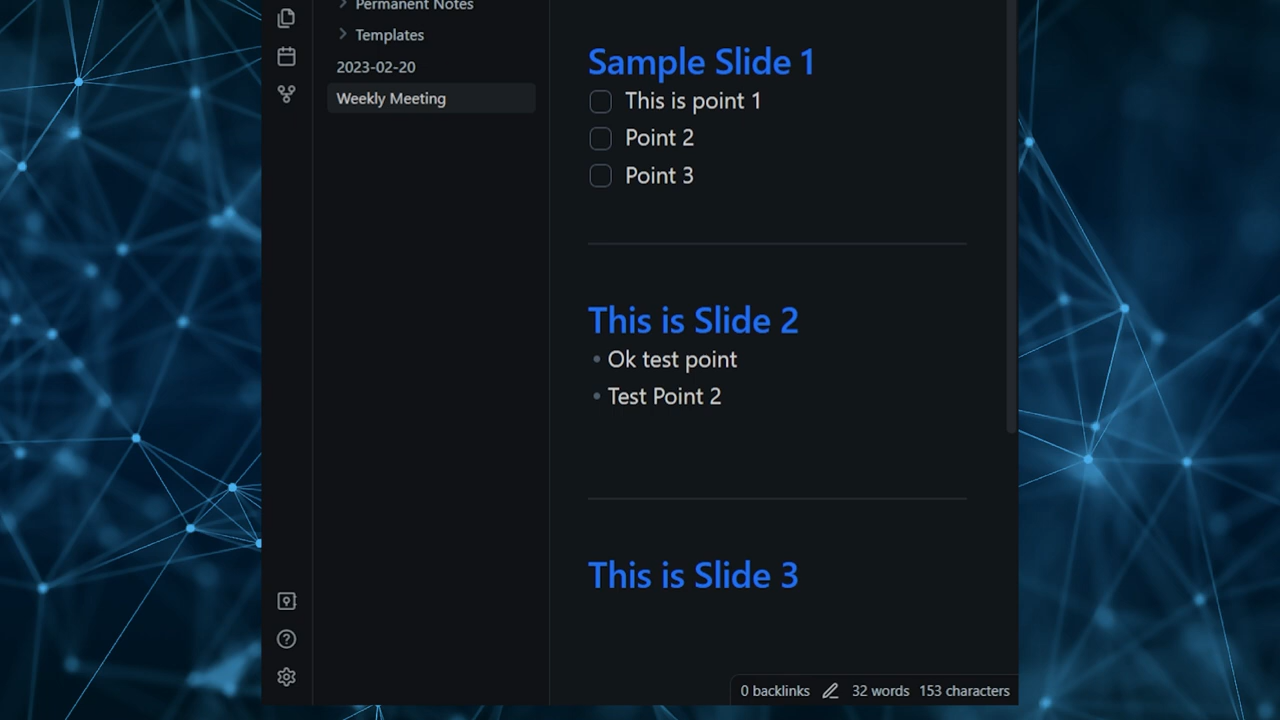 Permanent Notes
Templates
2023-02-20
Weekly Meeting
Sample Slide 1
This is point 1
Point 2
Point 3
This is Slide 2
Ok test point
Test Point 2
This is Slide 3
0 backlinks 32 words 153 characters